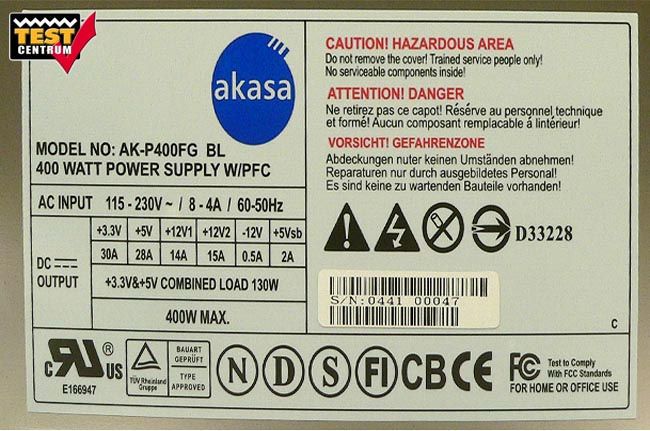 TEST
CENTRUM
akasa
MODEL NO: AK-P400FG BL
400 WATT POWER SUPPLY W/PFC
AC INPUT 115 - 230V ~ / 8 - 4A / 60-50Hz
DC OUTPUT
+3.3V +5V +12V1 +12V2 -12V +5Vsb
30A 28A 14A 15A 0.5A 2A
+3.3V&+5V COMBINED LOAD 130W
400W MAX.
CAUTION! HAZARDOUS AREA
Do not remove the cover! Trained service people only!
No serviceable components inside!
ATTENTION! DANGER
Ne retirez pas ce capot! Résérve au personnel technique
et formé! Aucun composant remplacable á lintérieur!
VORSICHT! GEFAHRENZONE
Abdeckungen nuter keinen Umständen abnehmem!
Reparaturen nur durch ausgebildetes Personal!
Es sind keine zu wartenden Bauteile vorhanden!
D33228
S/N:0441 00047
C
c RU ® US
E166947
TÜV Rheinland
Gruppe
BAUART
GEPRÜFT
TYPE
APPROVED
N D S FI CB CE FC
Test to Comply
With FCC Standards
FOR HOME OR OFFICE USE